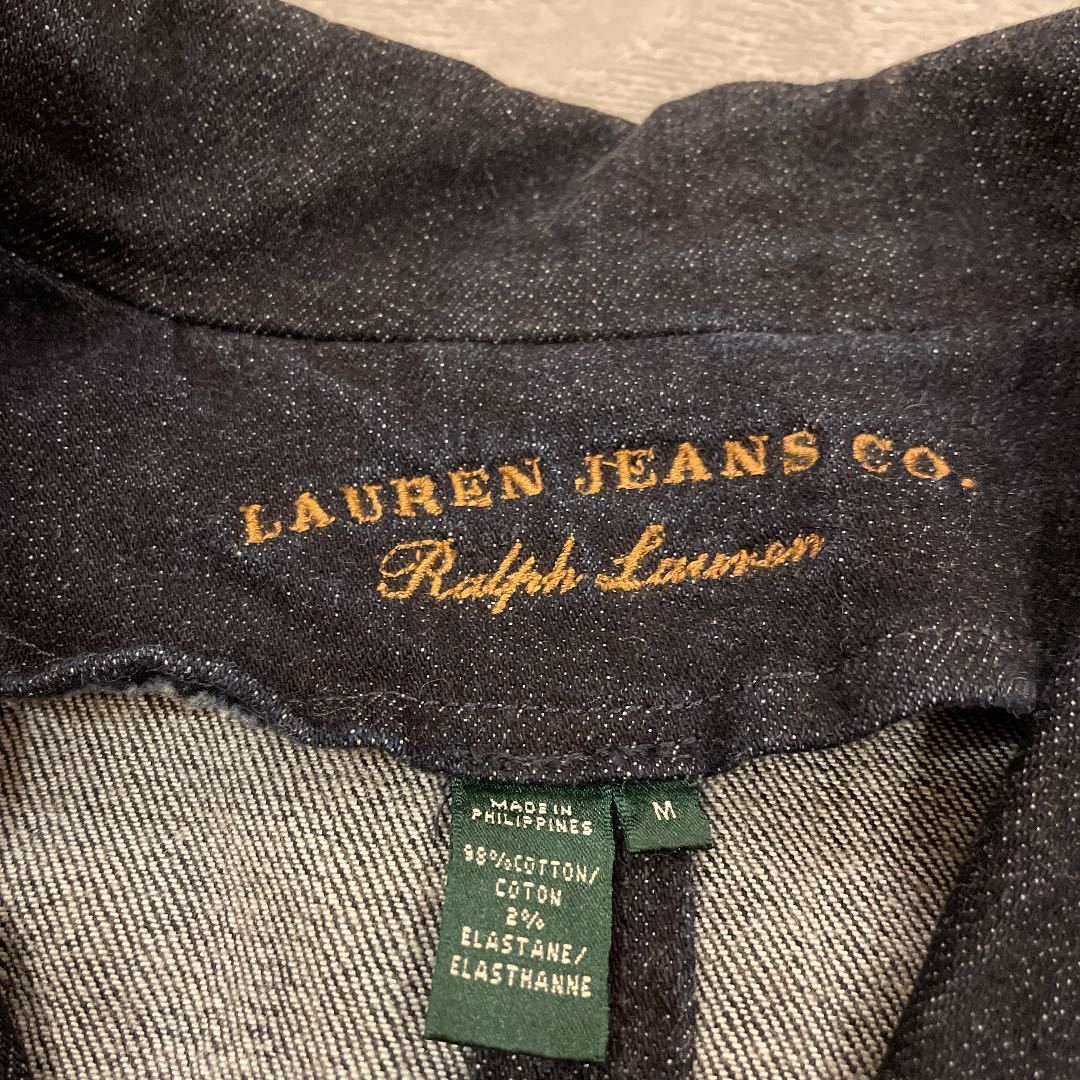 LAUREN JEANS CO.
Ralph Lauren
MADE IN
PHILIPPINES
98% COTTON/
COTON
2%
ELASTANE/
ELASTHANNE
M